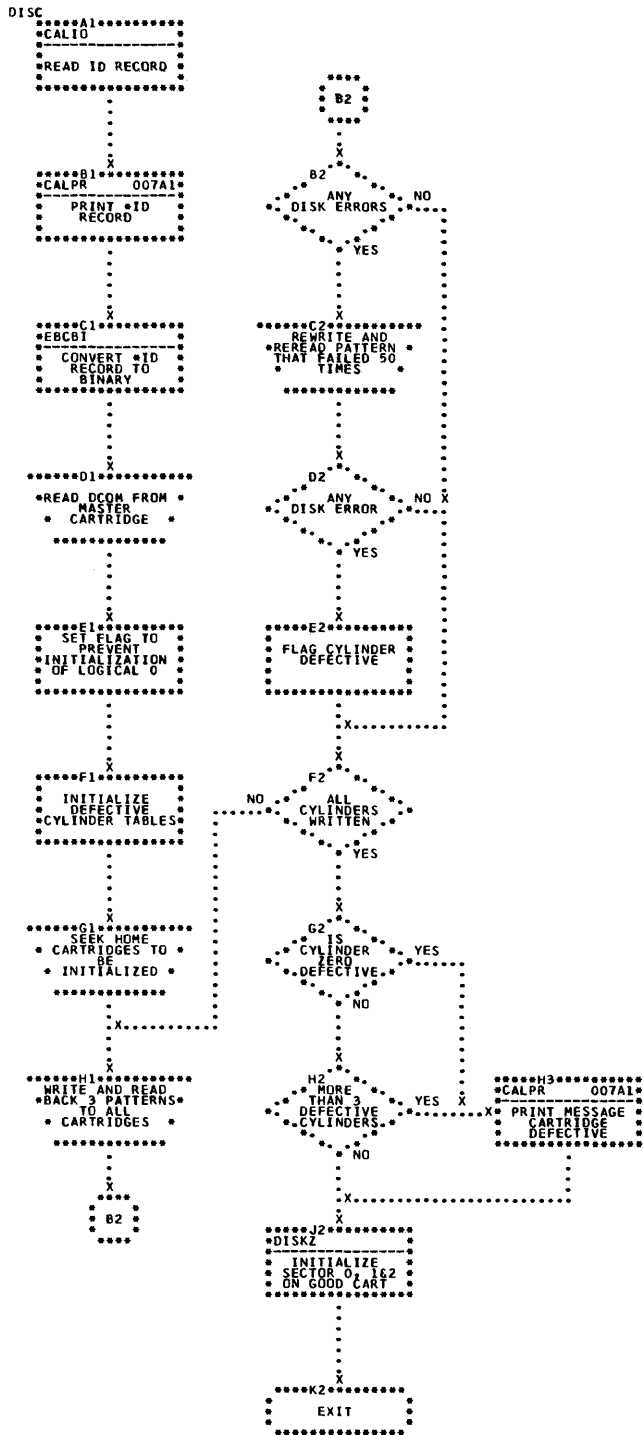 DISC
A1
CALIO
READ ID RECORD
B1
CALPR 007A1
PRINT *ID
RECORD
C1
EBCBI
CONVERT *ID
RECORD TO
BINARY
D1
READ DCOM FROM
MASTER
CARTRIDGE
E1
SET FLAG TO
PREVENT
INITIALIZATION
OF LOGICAL 0
F1
INITIALIZE
DEFECTIVE
CYLINDER TABLES
G1
SEEK HOME
CARTRIDGES TO
BE
INITIALIZED
X
H1
WRITE AND READ
BACK 3 PATTERNS
TO ALL
CARTRIDGES
B2
B2
B2
ANY
DISK ERRORS
NO
YES
C2
REWRITE AND
REREAD PATTERN
THAT FAILED 50
TIMES
D2
ANY
DISK ERROR
NO X
YES
E2
FLAG CYLINDER
DEFECTIVE
X
F2
ALL
CYLINDERS
WRITTEN
NO
YES
G2
IS
CYLINDER
ZERO
DEFECTIVE
YES
NO
H2
MORE
THAN 3
DEFECTIVE
CYLINDERS
YES
X
NO
H3
CALPR 007A1
PRINT MESSAGE
CARTRIDGE
DEFECTIVE
X
J2
DISKZ
INITIALIZE
SECTOR 0, 1&2
ON GOOD CART
K2
EXIT